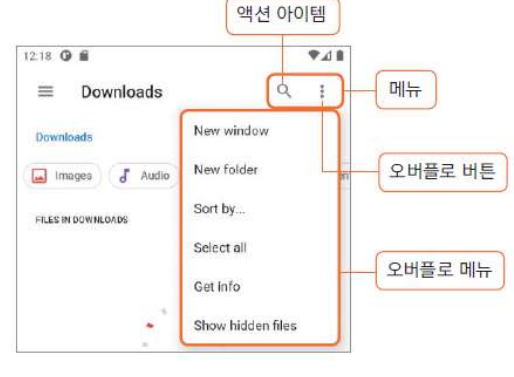 액션 아이템
12:18
Downloads
메뉴
Downloads
New window
Images
Audio
New folder
오버플로 버튼
FILES IN DOWNLOADS
Sort by...
Select all
오버플로 메뉴
Get info
Show hidden files